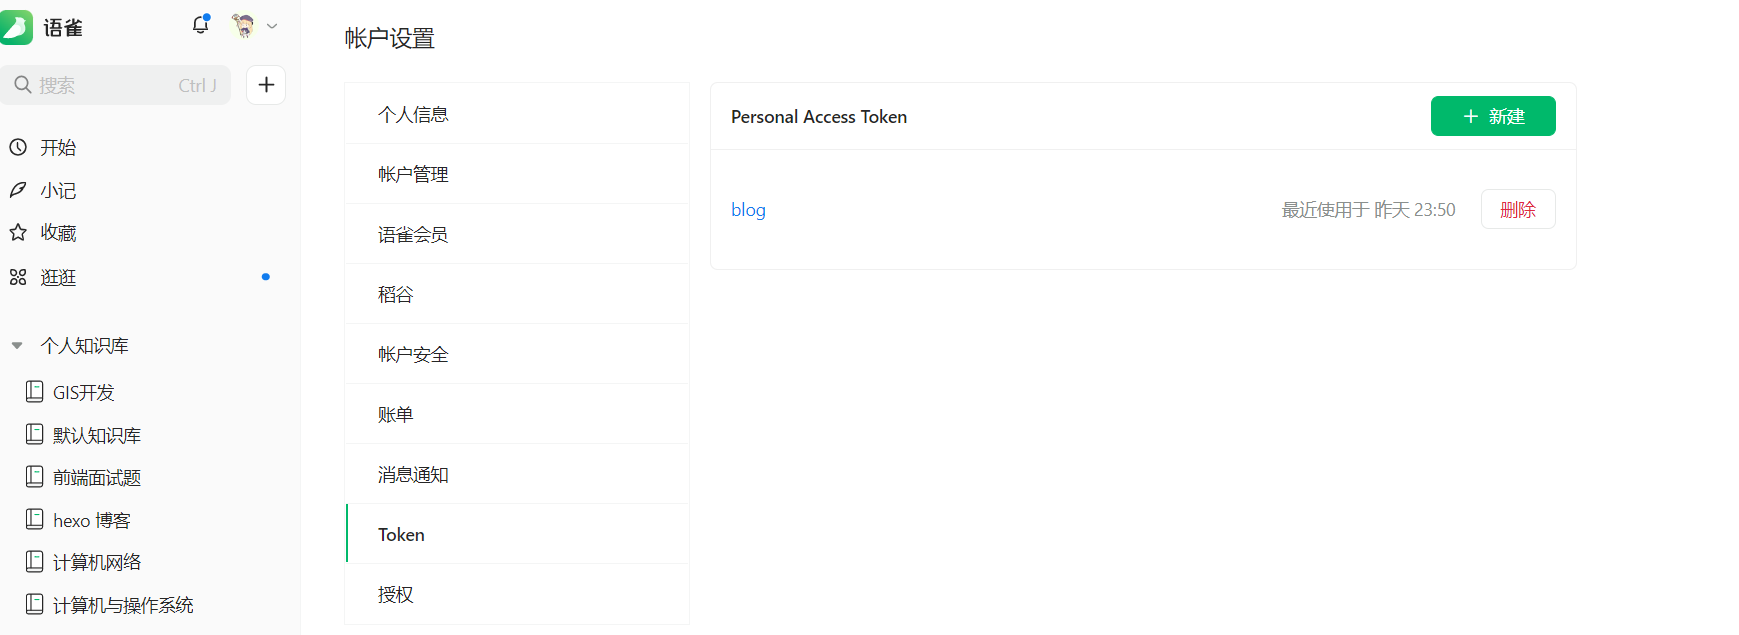 语雀
搜索 Ctrl J
开始
小记
收藏
逛逛
个人知识库
GIS开发
默认知识库
前端面试题
hexo 博客
计算机网络
计算机与操作系统
帐户设置
个人信息
帐户管理
语雀会员
稻谷
帐户安全
账单
消息通知
Token
授权
Personal Access Token
新建
blog
最近使用于 昨天 23:50
删除